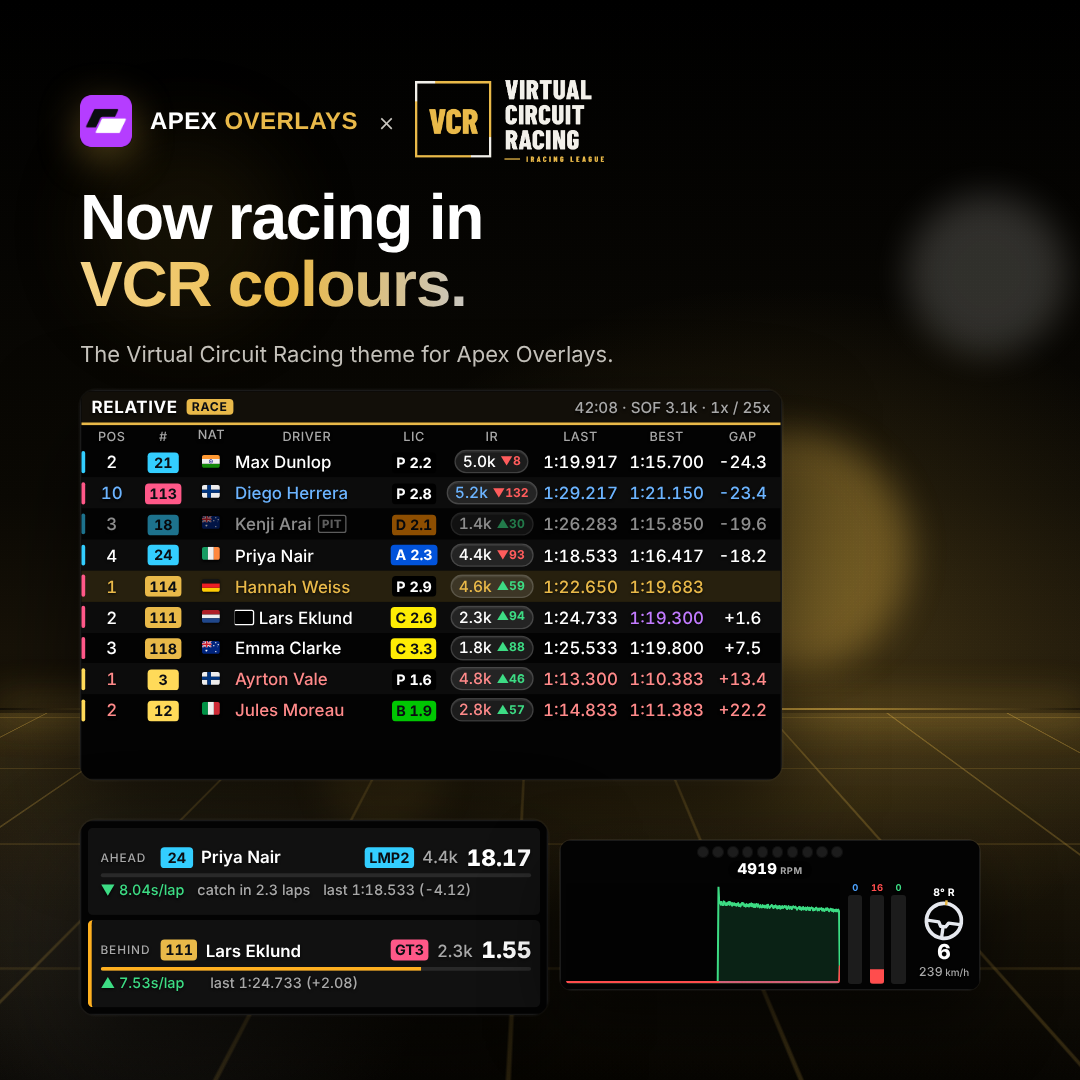 APEX OVERLAYS × VCR VIRTUAL
CIRCUIT
RACING
IRACING LEAGUE
Now racing in
VCR colours.
The Virtual Circuit Racing theme for Apex Overlays.
RELATIVE RACE 42:08 · SOF 3.1k · 1x / 25x
POS # NAT DRIVER LIC IR LAST BEST GAP
2 21 Max Dunlop P 2.2 5.0k ▼8 1:19.917 1:15.700 -24.3
10 113 Diego Herrera P 2.8 5.2k ▼132 1:29.217 1:21.150 -23.4
3 18 Kenji Arai PIT D 2.1 1.4k ▲30 1:26.283 1:15.850 -19.6
4 24 Priya Nair A 2.3 4.4k ▼93 1:18.533 1:16.417 -18.2
1 114 Hannah Weiss P 2.9 4.6k ▲59 1:22.650 1:19.683
2 111 Lars Eklund C 2.6 2.3k ▲94 1:24.733 1:19.300 +1.6
3 118 Emma Clarke C 3.3 1.8k ▲88 1:25.533 1:19.800 +7.5
1 3 Ayrton Vale P 1.6 4.8k ▲46 1:13.300 1:10.383 +13.4
2 12 Jules Moreau B 1.9 2.8k ▲57 1:14.833 1:11.383 +22.2
AHEAD 24 Priya Nair LMP2 4.4k 18.17
▼ 8.04s/lap catch in 2.3 laps last 1:18.533 (-4.12)
BEHIND 111 Lars Eklund GT3 2.3k 1.55
▲ 7.53s/lap last 1:24.733 (+2.08)
4919 RPM
0 16 0 8° R
6
239 km/h